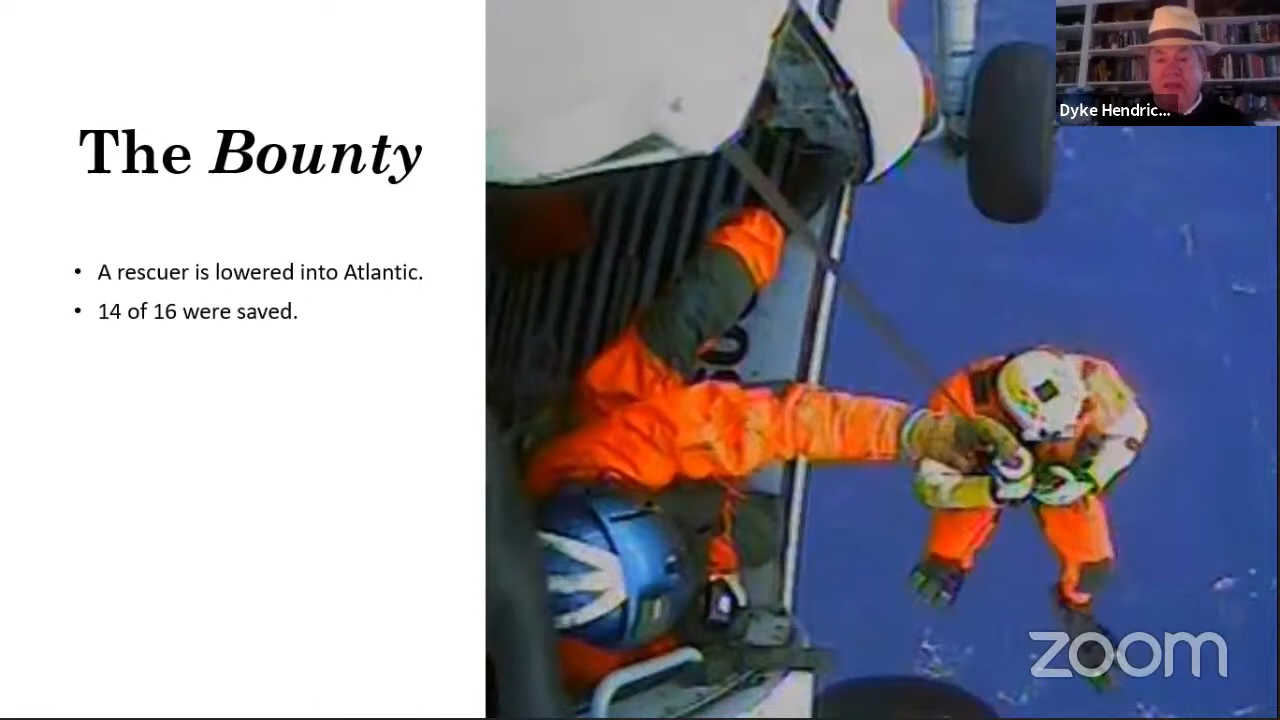 The Bounty
• A rescuer is lowered into Atlantic.
• 14 of 16 were saved.
Dyke Hendric...
zoom